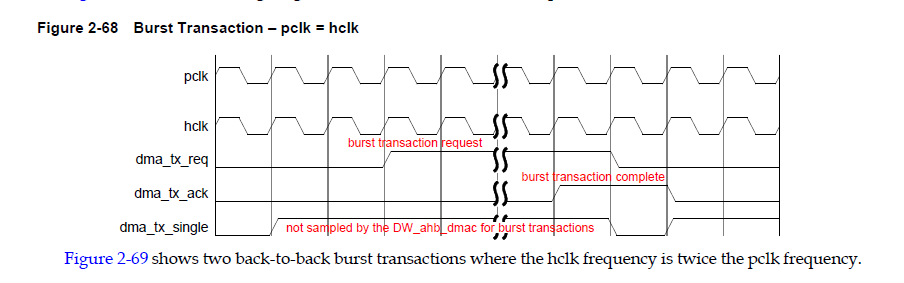 Figure 2-68 Burst Transaction – pclk = hclk
pclk
hclk
burst transaction request
dma_tx_req
burst transaction complete
dma_tx_ack
dma_tx_single
not sampled by the DW_ahb_dmac for burst transactions
Figure 2-69 shows two back-to-back burst transactions where the hclk frequency is twice the pclk frequency.